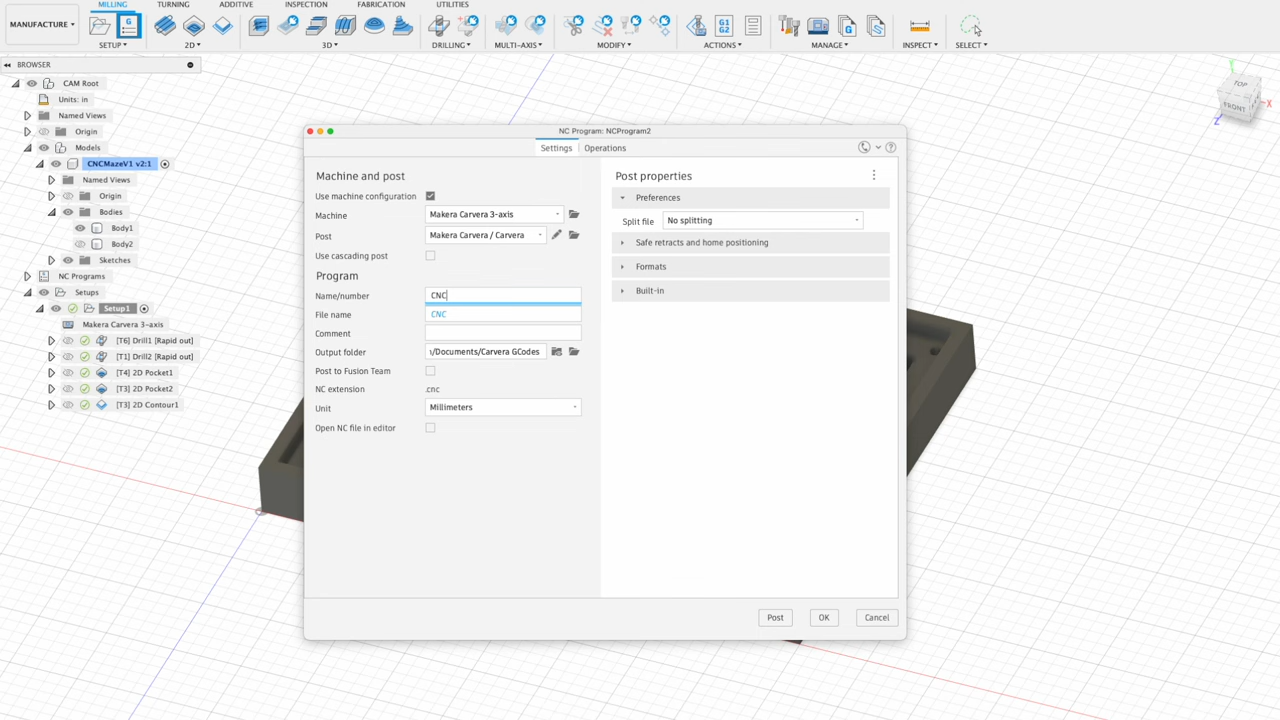 MILLING TURNING ADDITIVE INSPECTION FABRICATION UTILITIES
MANUFACTURE
G
G1
G2
G
SETUP 2D 3D DRILLING MULTI-AXIS MODIFY ACTIONS MANAGE INSPECT SELECT
BROWSER
CAM Root
Units: in
Named Views
Origin
Models
CNCMazeV1 v2:1
Named Views
Origin
Bodies
Body1
Body2
Sketches
NC Programs
Setups
Setup1
Makera Carvera 3-axis
[T6] Drill1 [Rapid out]
[T1] Drill2 [Rapid out]
[T4] 2D Pocket1
[T3] 2D Pocket2
[T3] 2D Contour1
TOP
FRONT
Y
X
Z
NC Program: NCProgram2
Settings Operations
Machine and post
Use machine configuration
Machine Makera Carvera 3-axis
Post Makera Carvera / Carvera
Use cascading post
Program
Name/number CNC
File name CNC
Comment
Output folder /Documents/Carvera GCodes
Post to Fusion Team
NC extension .cnc
Unit Millimeters
Open NC file in editor
Post properties
Preferences
Split file No splitting
Safe retracts and home positioning
Formats
Built-in
Post OK Cancel